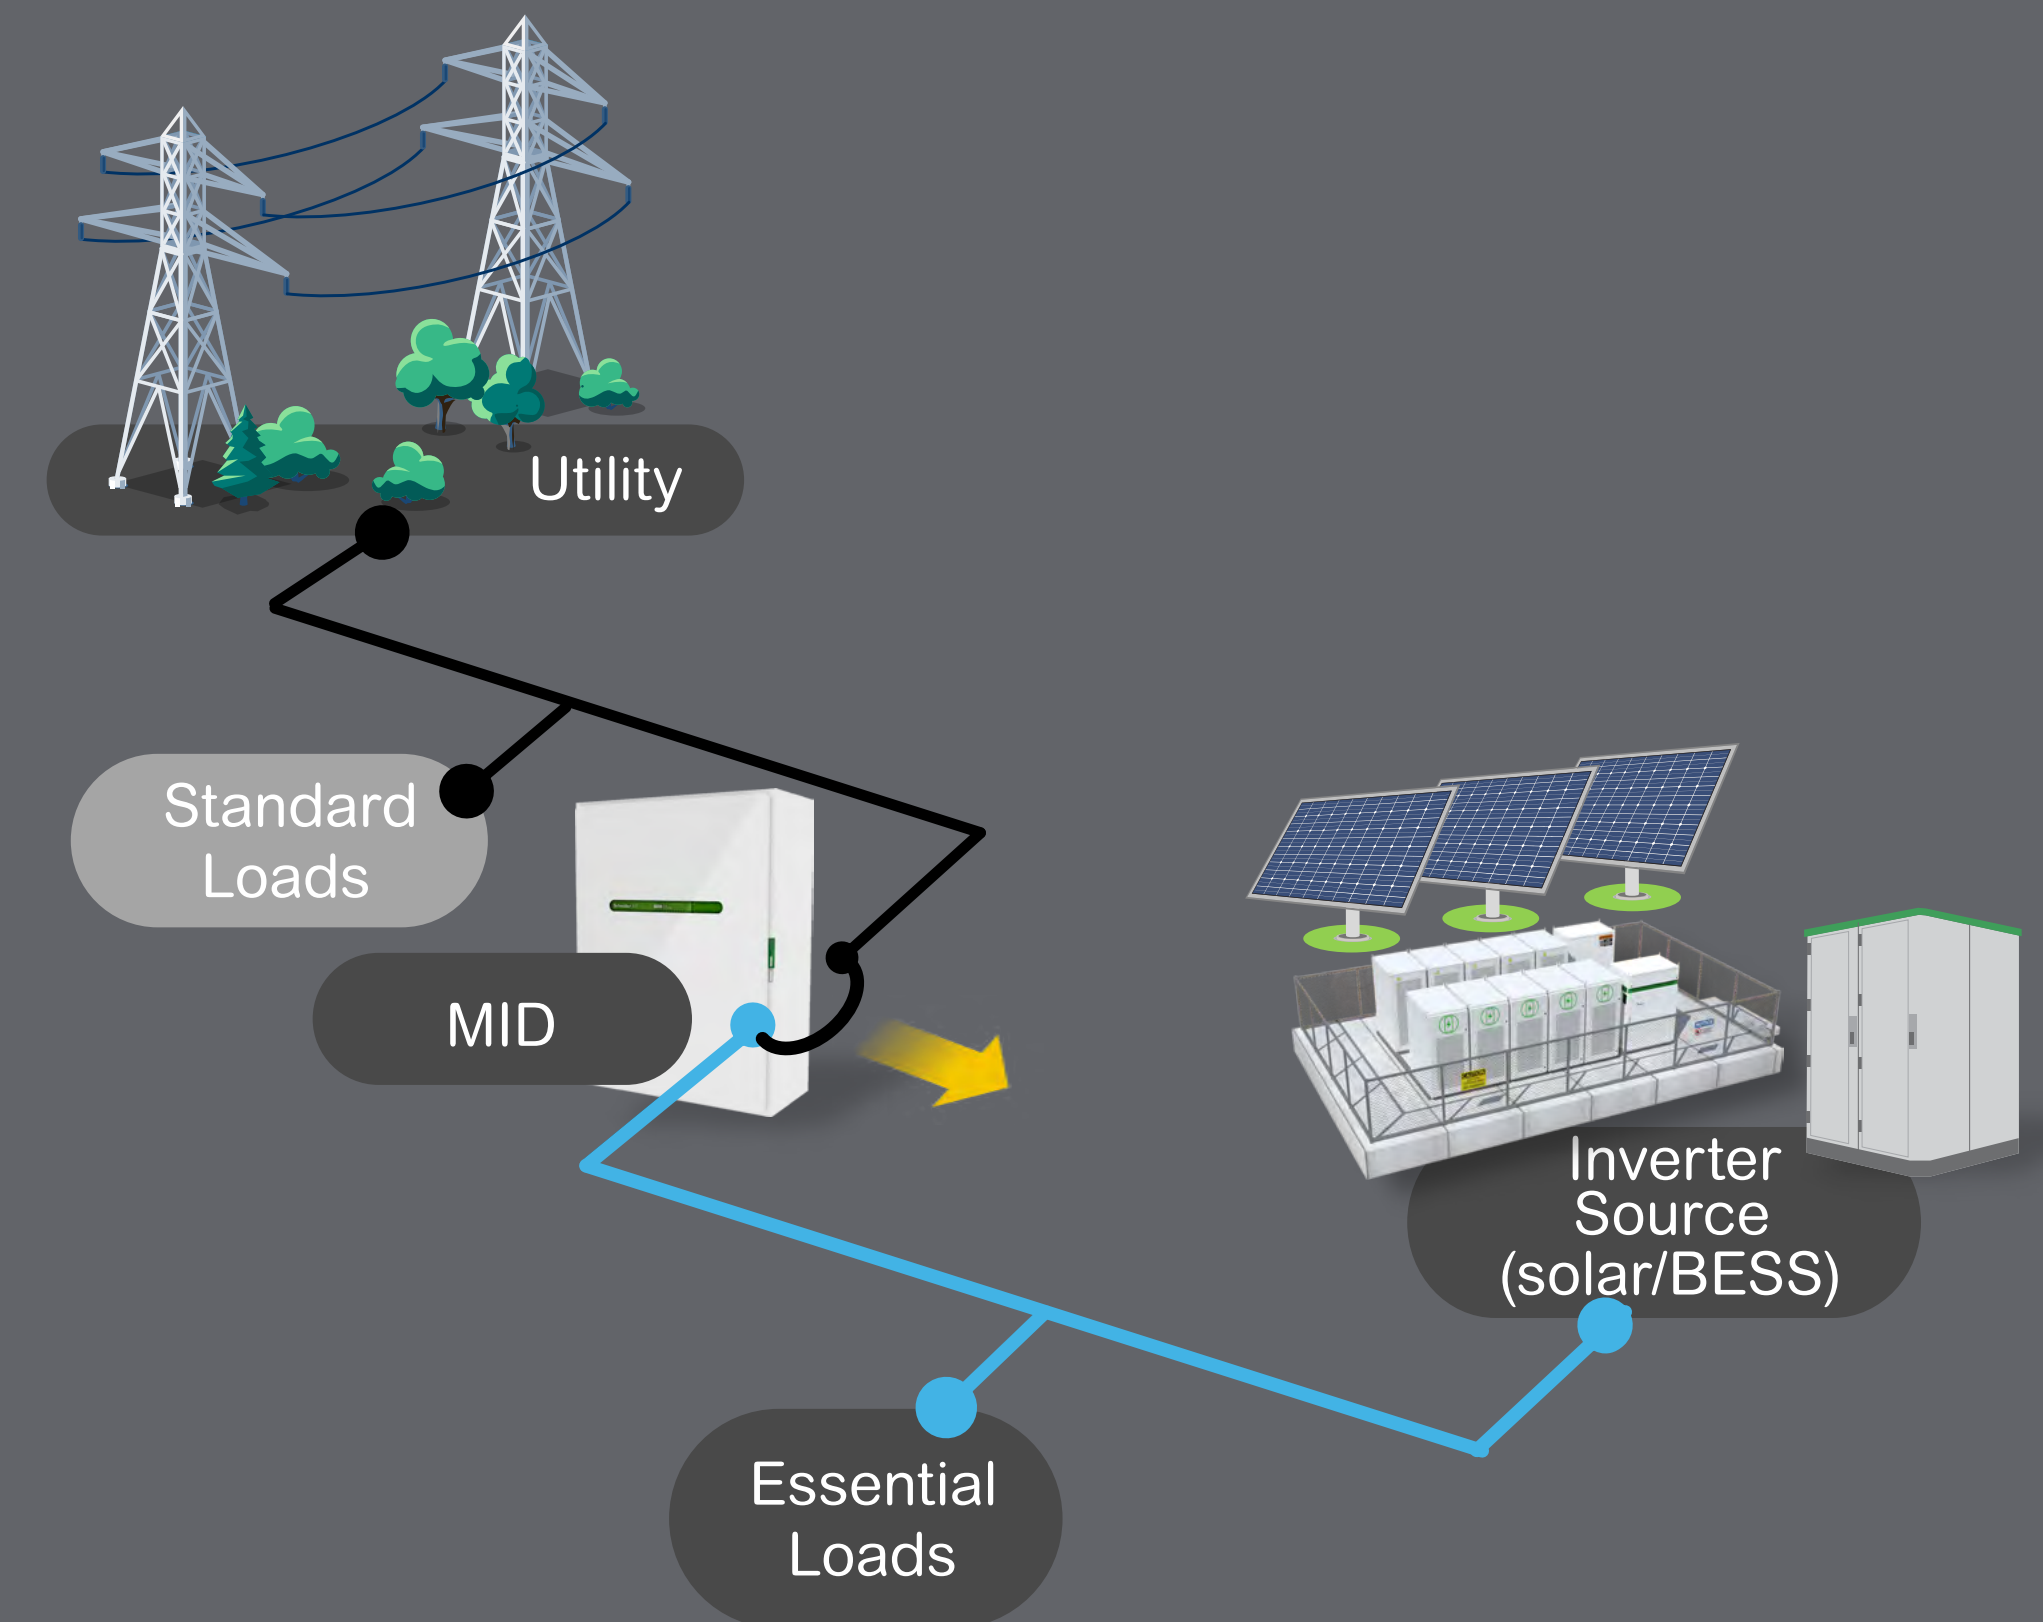 Utility
Standard
Loads
MID
Inverter
Source
(solar/BESS)
Essential
Loads